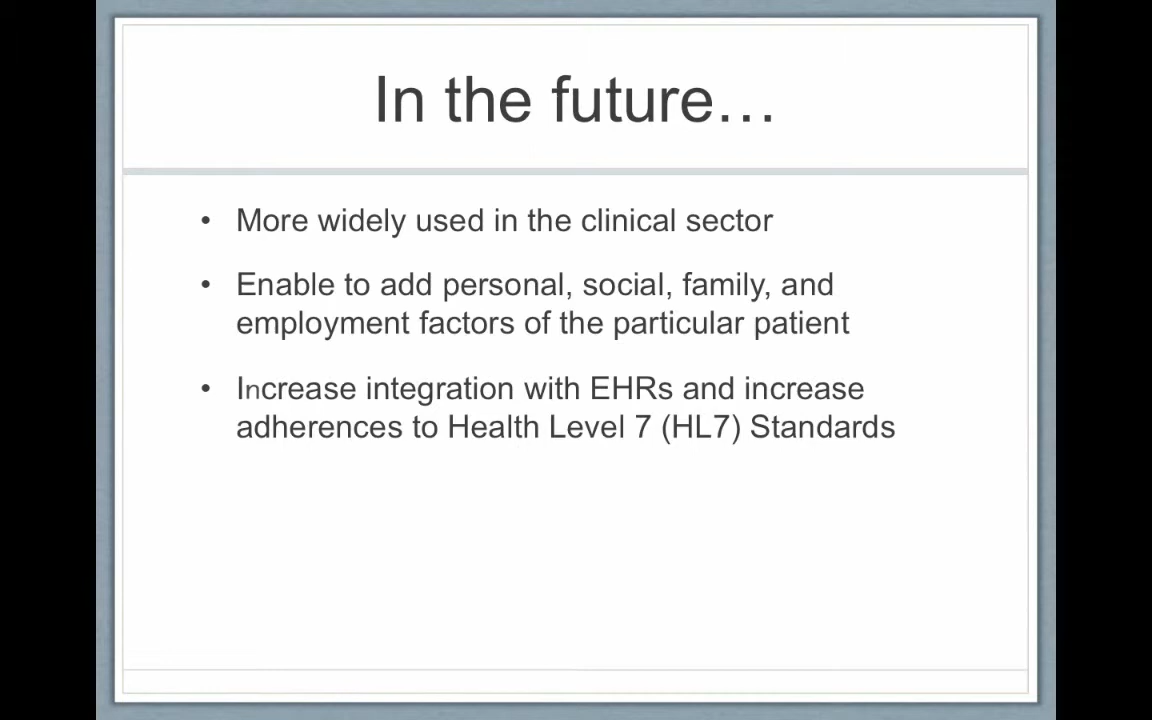 In the future…
• More widely used in the clinical sector
• Enable to add personal, social, family, and
employment factors of the particular patient
• Increase integration with EHRs and increase
adherences to Health Level 7 (HL7) Standards